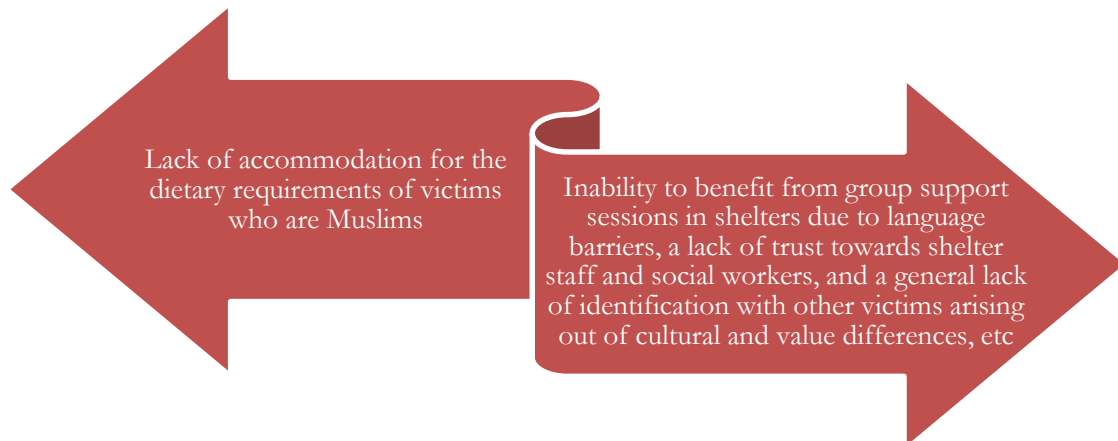 Lack of accommodation for the
dietary requirements of victims
who are Muslims
Inability to benefit from group support
sessions in shelters due to language
barriers, a lack of trust towards shelter
staff and social workers, and a general lack
of identification with other victims arising
out of cultural and value differences, etc